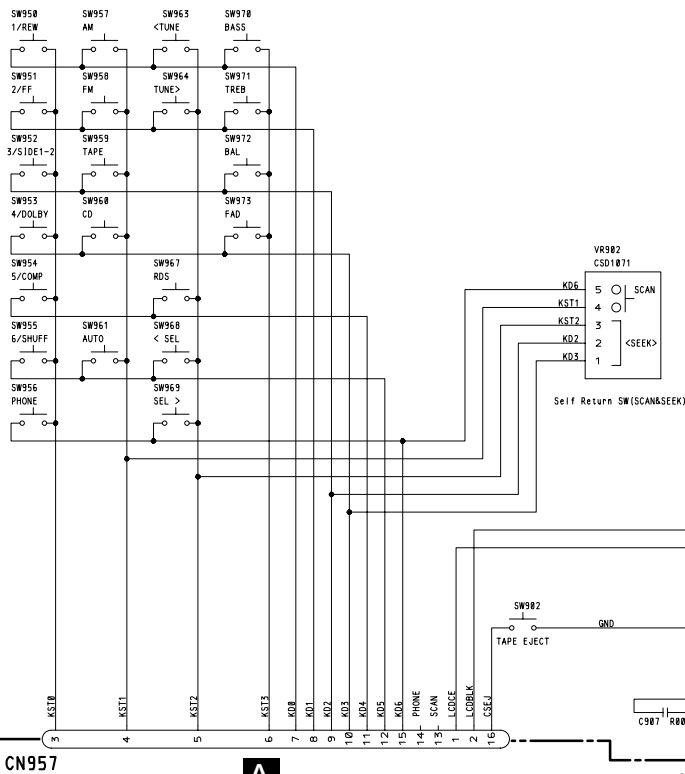 SW950 SW957 SW963 SW970
1/REW AM <TUNE BASS
SW951 SW958 SW964 SW971
2/FF FM TUNE> TREB
SW952 SW959 SW972
3/SIDE1-2 TAPE BAL
SW953 SW960 SW973
4/DOLBY CD FAD
SW954 SW967
5/COMP RDS
SW955 SW961 SW968
6/SHUFF AUTO < SEL
SW956 SW969
PHONE SEL >
VR902
CSD1071
KD6 5 SCAN
KST1 4
KST2 3
KD2 2 <SEEK>
KD3 1
Self Return SW(SCAN&SEEK)
SW902
GND
TAPE EJECT
KST0 KST1 KST2 KST3 KD0 KD1 KD2 KD3 KD4 KD5 KD6 PHONE SCAN LCDCE LCDBLK CSEJ
3 4 5 6 7 8 9 10 11 12 15 14 13 1 2 16
C907 R00
CN957
A